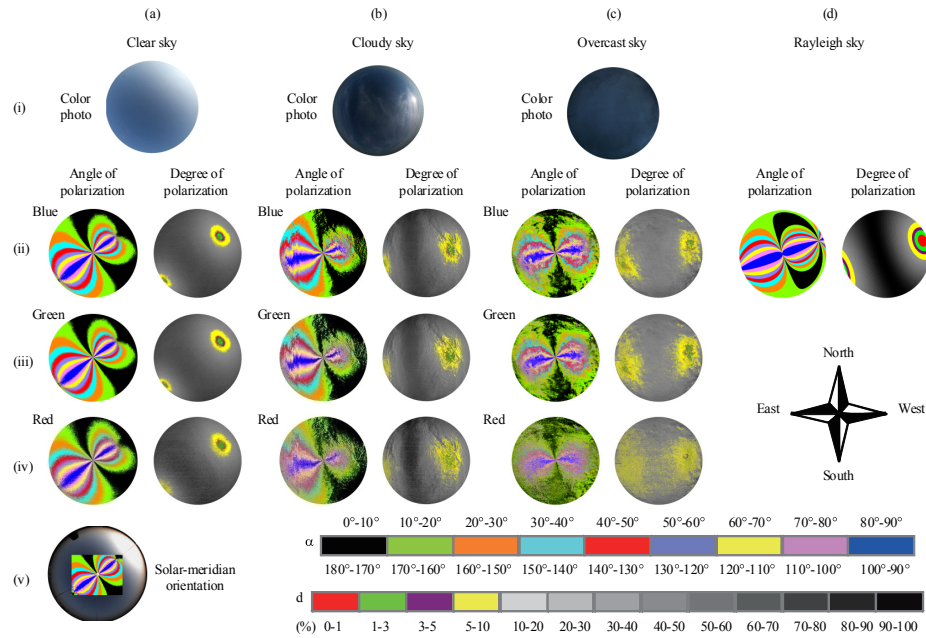 (a) (b) (c) (d)
Clear sky Cloudy sky Overcast sky Rayleigh sky
(i) Color photo Color photo Color photo
Angle of polarization Degree of polarization Angle of polarization Degree of polarization Angle of polarization Degree of polarization Angle of polarization Degree of polarization
(ii) Blue Blue Blue
(iii) Green Green Green
North
East West
South
(iv) Red Red Red
(v) Solar-meridian orientation
0°-10° 10°-20° 20°-30° 30°-40° 40°-50° 50°-60° 60°-70° 70°-80° 80°-90°
α
180°-170° 170°-160° 160°-150° 150°-140° 140°-130° 130°-120° 120°-110° 110°-100° 100°-90°
d
(%) 0-1 1-3 3-5 5-10 10-20 20-30 30-40 40-50 50-60 60-70 70-80 80-90 90-100